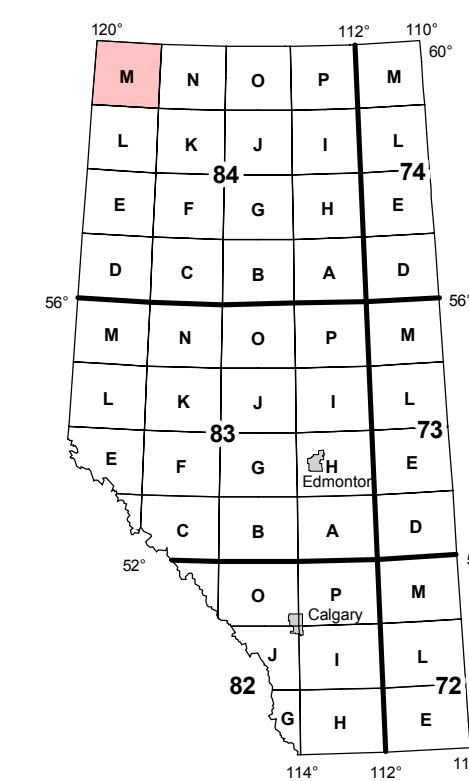 120° 112° 110°
60°
M N O P M
L K J I L
84 74
E F G H E
D C B A D
56° 56°
M N O P M
L K J I L
83 73
E F G H E
Edmonton
C B A D
52°
O P M
Calgary
J I L
82 72
G H E
114° 112°